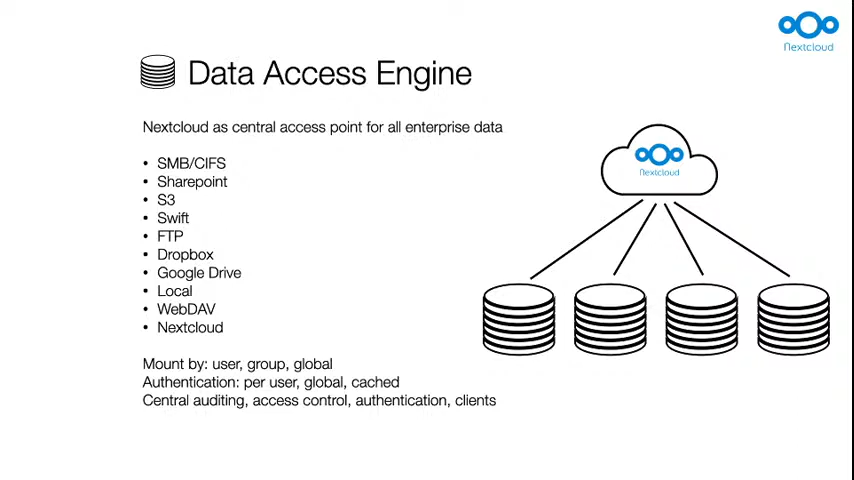 Nextcloud
Data Access Engine
Nextcloud as central access point for all enterprise data
• SMB/CIFS
• Sharepoint
• S3
• Swift
• FTP
• Dropbox
• Google Drive
• Local
• WebDAV
• Nextcloud
Mount by: user, group, global
Authentication: per user, global, cached
Central auditing, access control, authentication, clients
Nextcloud